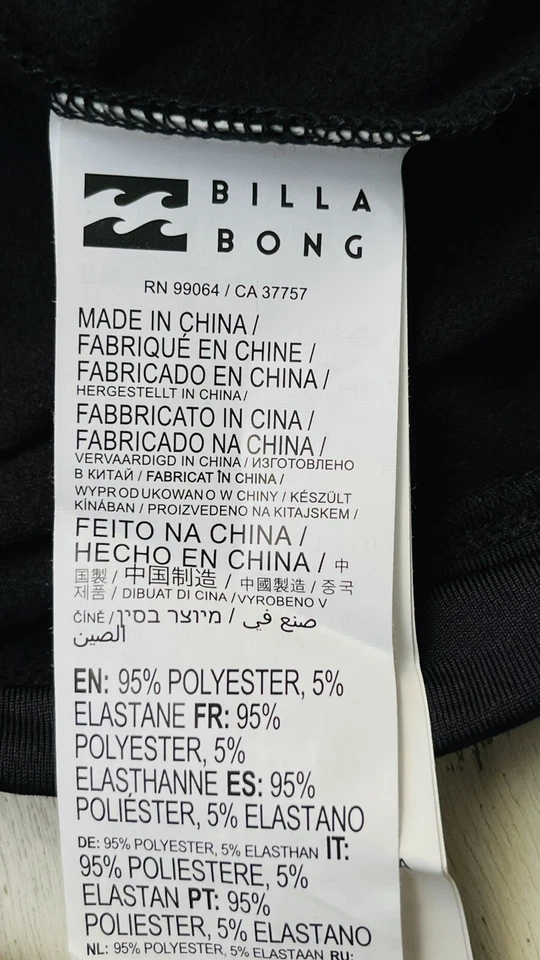 BILLA
BONG
RN 99064 / CA 37757
MADE IN CHINA /
FABRIQUÉ EN CHINE /
FABRICADO EN CHINA /
HERGESTELLT IN CHINA /
FABBRICATO IN CINA /
FABRICADO NA CHINA /
VERVAARDIGD IN CHINA / ИЗГОТОВЛЕНО
В КИТАЙ / FABRICAT ÎN CHINA /
WYPRODUKOWANO W CHINY / KÉSZÜLT
KÍNÁBAN / PROIZVEDENO NA KITAJSKEM /
FEITO NA CHINA /
HECHO EN CHINA / 中
国製 / 中国制造 / 中國製造 / 중국
제품 / DIBUAT DI CINA / VYROBENO V
ČÍNĚ / מיוצר בסין / صنع في
الصين
EN: 95% POLYESTER, 5%
ELASTANE FR: 95%
POLYESTER, 5%
ELASTHANNE ES: 95%
POLIÉSTER, 5% ELASTANO
DE: 95% POLYESTER, 5% ELASTHAN IT:
95% POLIESTERE, 5%
ELASTAN PT: 95%
POLIESTER, 5% ELASTANO
NL: 95% POLYESTER, 5% ELASTAAN RU: